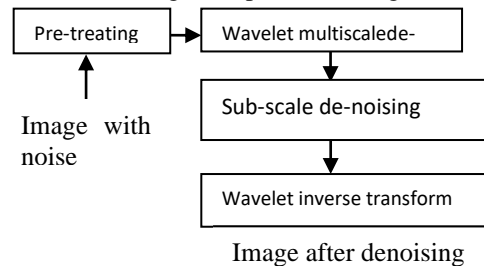 Pre-treating
Wavelet multiscalede-
Sub-scale de-noising
Image with
noise
Wavelet inverse transform
Image after denoising